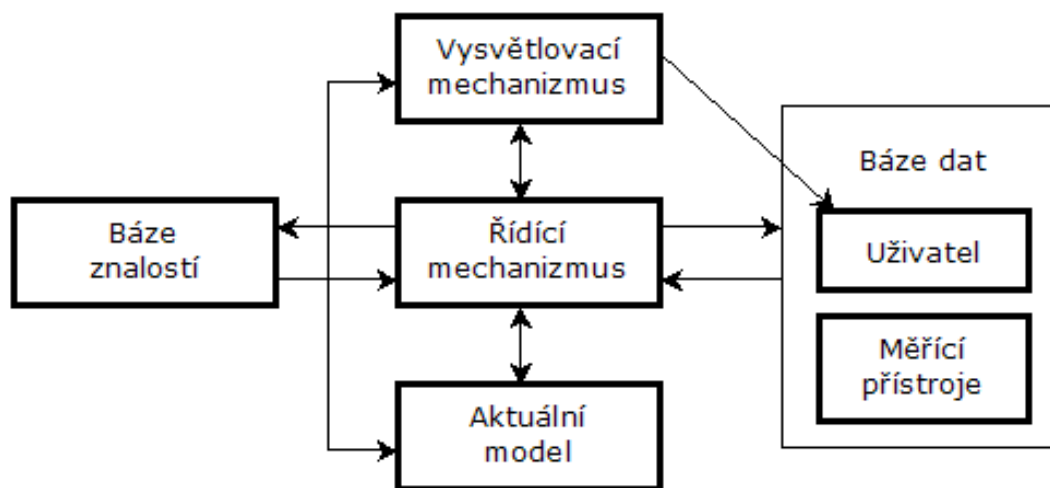 Vysvětlovací
mechanizmus
Báze dat
Báze
znalostí
Řídící
mechanizmus
Uživatel
Měřící
přístroje
Aktuální
model